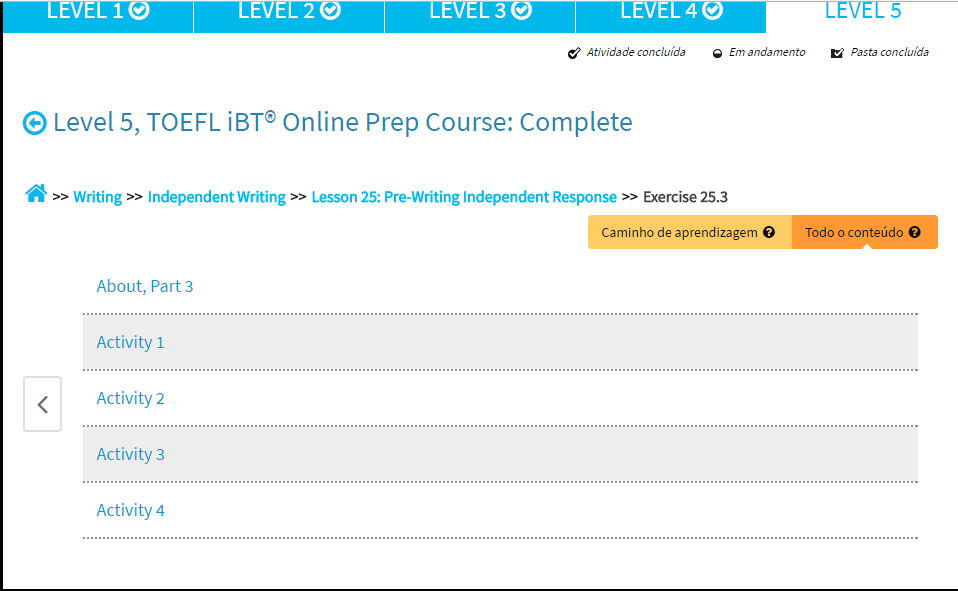 LEVEL 1 LEVEL 2 LEVEL 3 LEVEL 4 LEVEL 5
Atividade concluída Em andamento Pasta concluída
Level 5, TOEFL iBT® Online Prep Course: Complete
>> Writing >> Independent Writing >> Lesson 25: Pre-Writing Independent Response >> Exercise 25.3
Caminho de aprendizagem ? Todo o conteúdo ?
About, Part 3
Activity 1
Activity 2
Activity 3
Activity 4